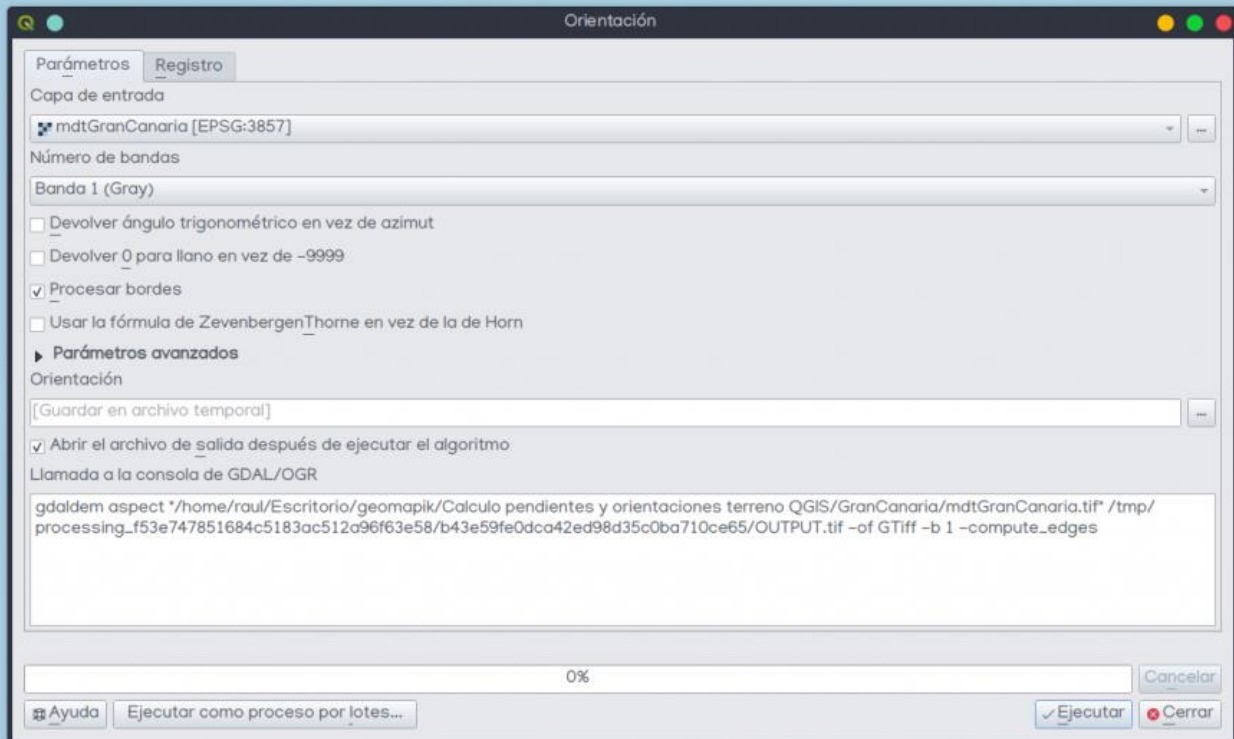 Orientación
Parámetros
Registro
Capa de entrada
mdtGranCanaria [EPSG:3857]
...
Número de bandas
Banda 1 (Gray)
Devolver ángulo trigonométrico en vez de azimut
Devolver 0 para llano en vez de -9999
Procesar bordes
Usar la fórmula de ZevenbergenThorne en vez de la de Horn
Parámetros avanzados
Orientación
[Guardar en archivo temporal]
...
Abrir el archivo de salida después de ejecutar el algoritmo
Llamada a la consola de GDAL/OGR
gdaldem aspect "/home/raul/Escritorio/geomapik/Calculo pendientes y orientaciones terreno QGIS/GranCanaria/mdtGranCanaria.tif" /tmp/
processing_f53e747851684c5183ac512a96f63e58/b43e59fe0dca42ed98d35c0ba710ce65/OUTPUT.tif -of GTiff -b 1 -compute_edges
0%
Cancelar
Ayuda
Ejecutar como proceso por lotes...
Ejecutar
Cerrar